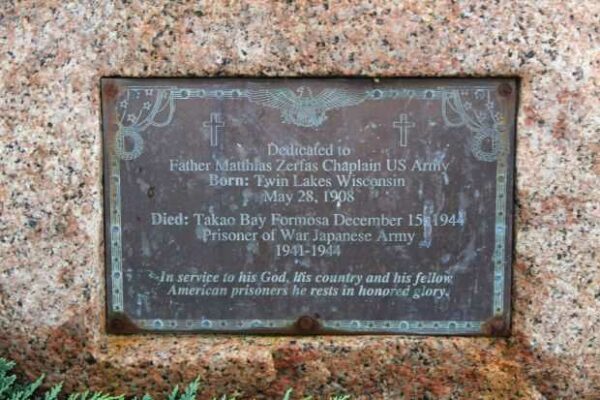 Dedicated to
Father Matthias Zerfas Chaplain US Army
Born: Twin Lakes Wisconsin
May 28, 1908
Died: Takao Bay Formosa December 15, 1944
Prisoner of War Japanese Army
1941-1944
In service to his God, his country and his fellow
American prisoners he rests in honored glory.